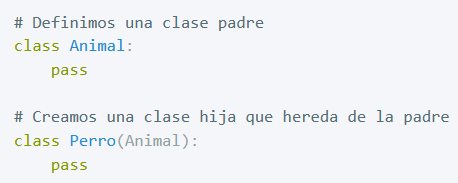 # Definimos una clase padre
class Animal:
    pass

# Creamos una clase hija que hereda de la padre
class Perro(Animal):
    pass